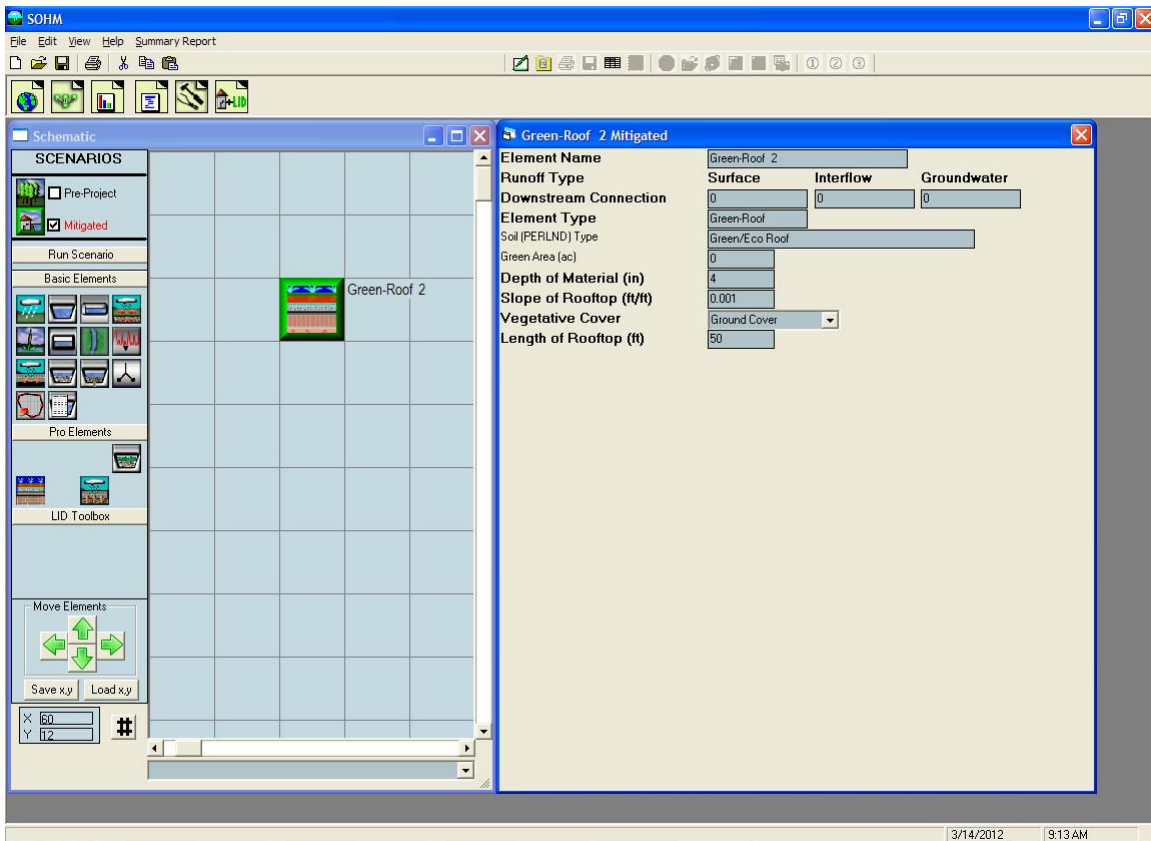 SOHM
File Edit View Help Summary Report
① ② ③
+LID
Schematic
SCENARIOS
Pre-Project
Mitigated
Run Scenario
Basic Elements
Pro Elements
LID Toolbox
Move Elements
Save x,y Load x,y
X 60
Y 12
#
Green-Roof 2
Green-Roof 2 Mitigated
Element Name Green-Roof 2
Runoff Type Surface Interflow Groundwater
Downstream Connection 0 0 0
Element Type Green-Roof
Soil (PERLND) Type Green/Eco Roof
Green Area (ac) 0
Depth of Material (in) 4
Slope of Rooftop (ft/ft) 0.001
Vegetative Cover Ground Cover
Length of Rooftop (ft) 50
3/14/2012 9:13 AM